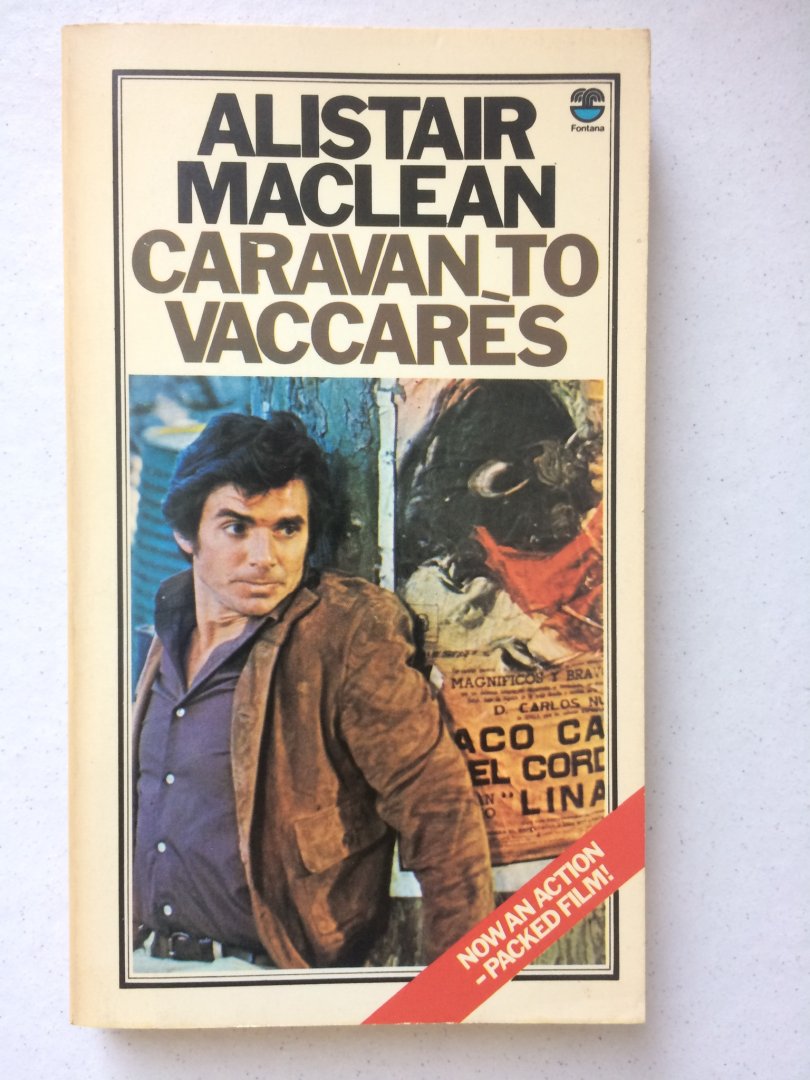 ALISTAIR
MACLEAN
CARAVAN TO
VACCARÈS
Fontana
MAGNIFICOS Y BRAV
D. CARLOS NU
ACO CA
EL CORD
"LINA
NOW AN ACTION
- PACKED FILM!